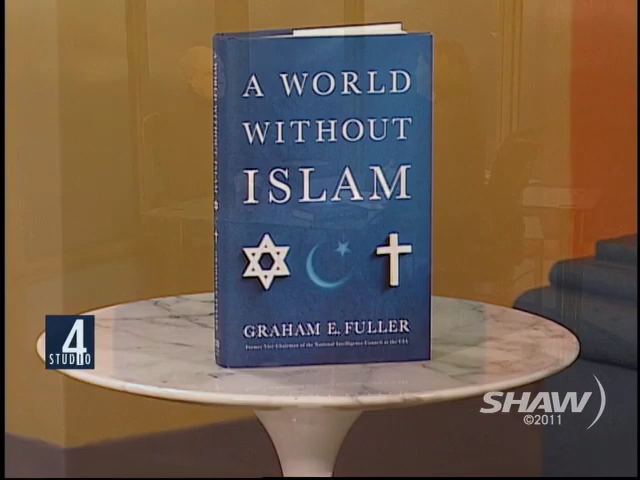 A WORLD
WITHOUT
ISLAM
GRAHAM E. FULLER
Former Vice Chairman of the National Intelligence Council at the CIA
4
STUDIO
SHAW)
©2011